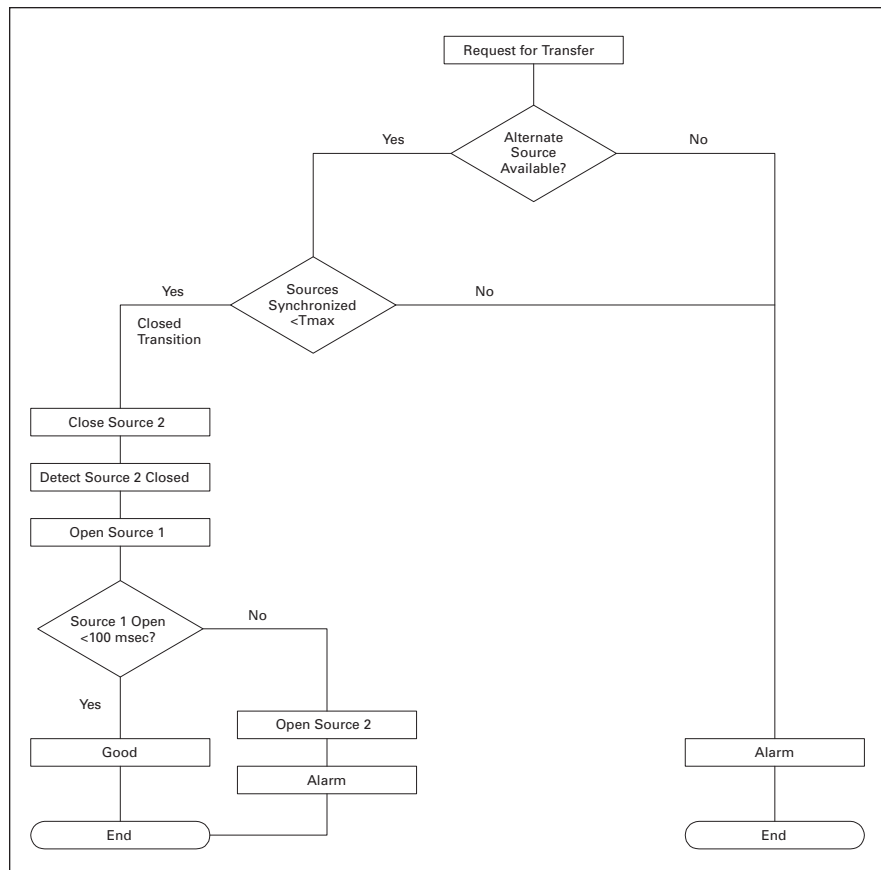 Request for Transfer
Yes
Alternate
Source
Available?
No
Yes
Sources
Synchronized
<Tmax
No
Closed
Transition
Close Source 2
Detect Source 2 Closed
Open Source 1
Source 1 Open
<100 msec?
No
Yes
Open Source 2
Good
Alarm
Alarm
End
End